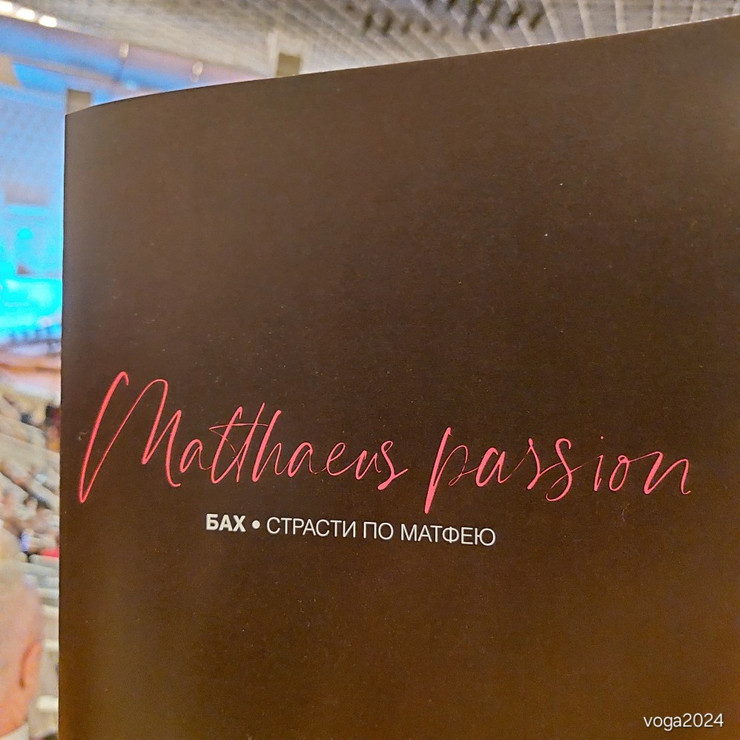 Matthaeus passion
БАХ • СТРАСТИ ПО МАТФЕЮ
voga2024